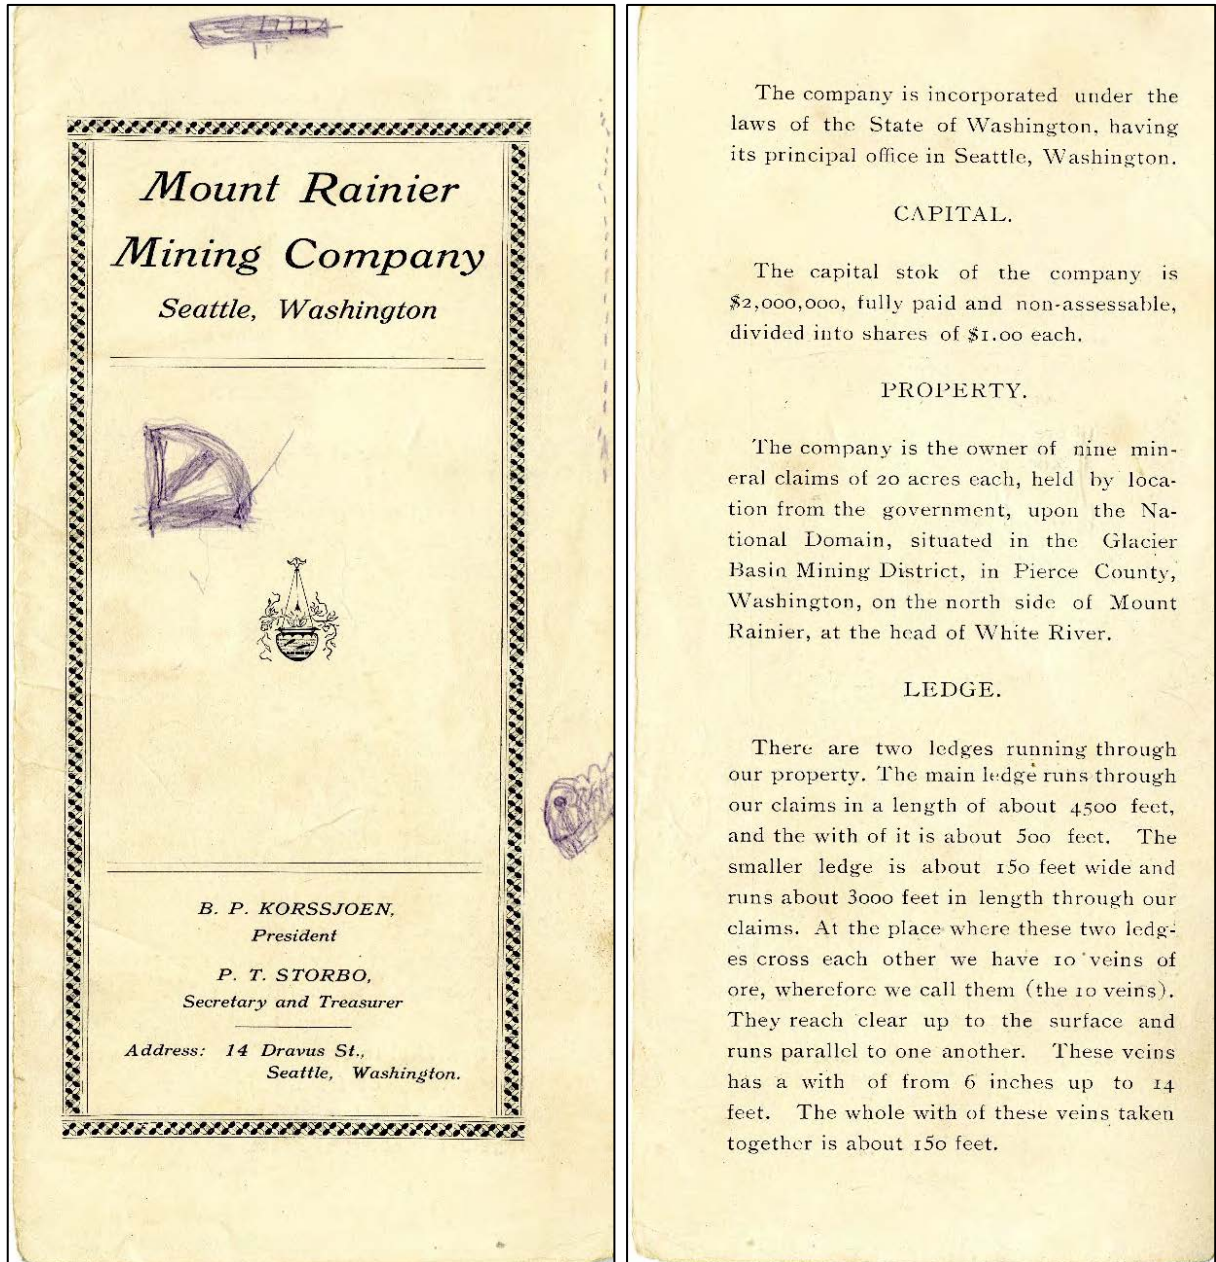 Mount Rainier
Mining Company
Seattle, Washington
B. P. KORSSJOEN,
President
P. T. STORBO,
Secretary and Treasurer
Address: 14 Dravus St.,
Seattle, Washington.
The company is incorporated under the
laws of the State of Washington, having
its principal office in Seattle, Washington.
CAPITAL.
The capital stok of the company is
$2,000,000, fully paid and non-assessable,
divided into shares of $1.00 each.
PROPERTY.
The company is the owner of nine min-
eral claims of 20 acres each, held by loca-
tion from the government, upon the Na-
tional Domain, situated in the Glacier
Basin Mining District, in Pierce County,
Washington, on the north side of Mount
Rainier, at the head of White River.
LEDGE.
There are two ledges running through
our property. The main ledge runs through
our claims in a length of about 4500 feet,
and the with of it is about 500 feet. The
smaller ledge is about 150 feet wide and
runs about 3000 feet in length through our
claims. At the place where these two ledg-
es cross each other we have 10 veins of
ore, wherefore we call them (the 10 veins).
They reach clear up to the surface and
runs parallel to one another. These veins
has a with of from 6 inches up to 14
feet. The whole with of these veins taken
together is about 150 feet.